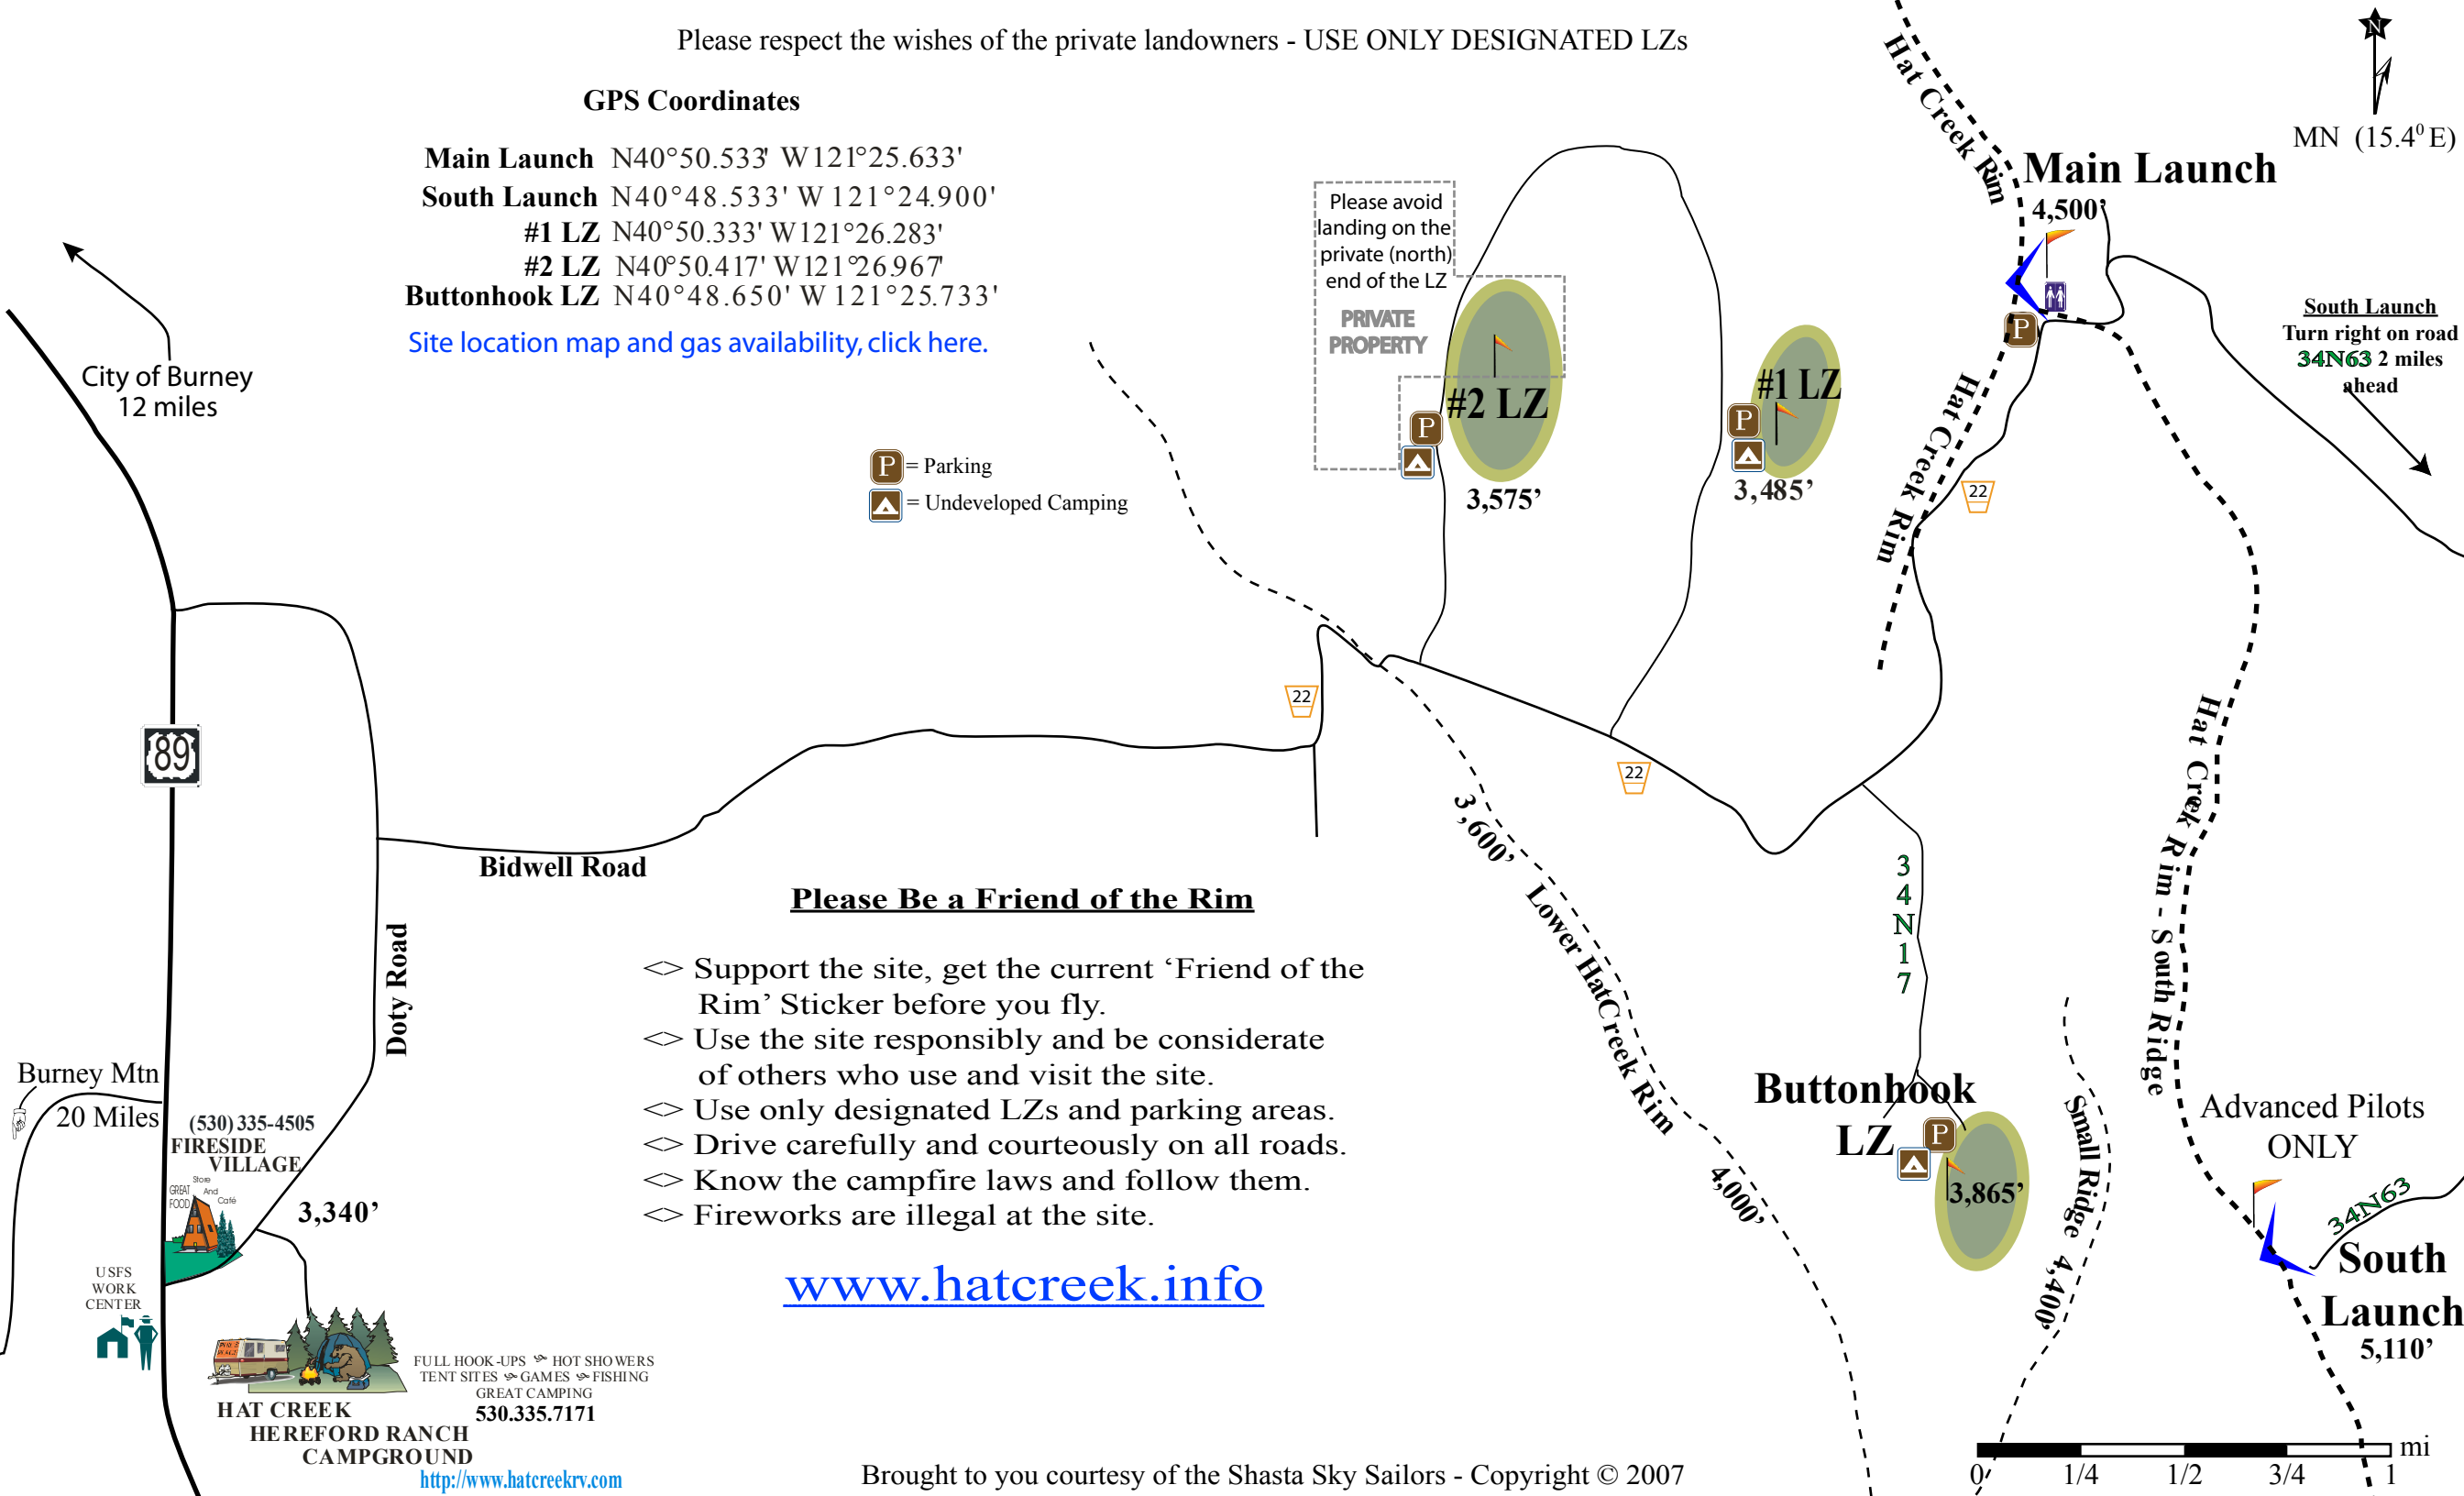 Please respect the wishes of the private landowners - USE ONLY DESIGNATED LZs
N
MN (15.4⁰ E)
GPS Coordinates
Main Launch N40°50.533' W121°25.633'
South Launch N40°48.533' W 121°24.900'
#1 LZ N40°50.333' W121°26.283'
#2 LZ N40°50.417' W121°26.967'
Buttonhook LZ N40°48.650' W 121°25.733'
Site location map and gas availability, click here.
City of Burney
12 miles
P = Parking
= Undeveloped Camping
Please avoid
landing on the
private (north)
end of the LZ
PRIVATE
PROPERTY
#2 LZ
P
3,575’
#1 LZ
P
3,485’
Hat Creek Rim
Main Launch
4,500’
P
Hat Creek Rim
22
South Launch
Turn right on road
34N63 2 miles
ahead
22
22
89
Bidwell Road
Doty Road
3,600’
Lower HatCreek Rim
4,000’
34N17
Hat Creek Rim - South Ridge
Small Ridge 4,400’
Buttonhook
LZ
P
3,865’
Advanced Pilots
ONLY
34N63
South
Launch
5,110’
Please Be a Friend of the Rim
<> Support the site, get the current ‘Friend of the
Rim’ Sticker before you fly.
<> Use the site responsibly and be considerate
of others who use and visit the site.
<> Use only designated LZs and parking areas.
<> Drive carefully and courteously on all roads.
<> Know the campfire laws and follow them.
<> Fireworks are illegal at the site.
www.hatcreek.info
Burney Mtn
20 Miles
(530) 335-4505
FIRESIDE
VILLAGE
GREAT
FOOD
Store
And
Café
3,340’
USFS
WORK
CENTER
FULL HOOK-UPS HOT SHOWERS
TENT SITES GAMES FISHING
GREAT CAMPING
530.335.7171
HAT CREEK
HEREFORD RANCH
CAMPGROUND
http://www.hatcreekrv.com
Brought to you courtesy of the Shasta Sky Sailors - Copyright © 2007
mi
0 1/4 1/2 3/4 1